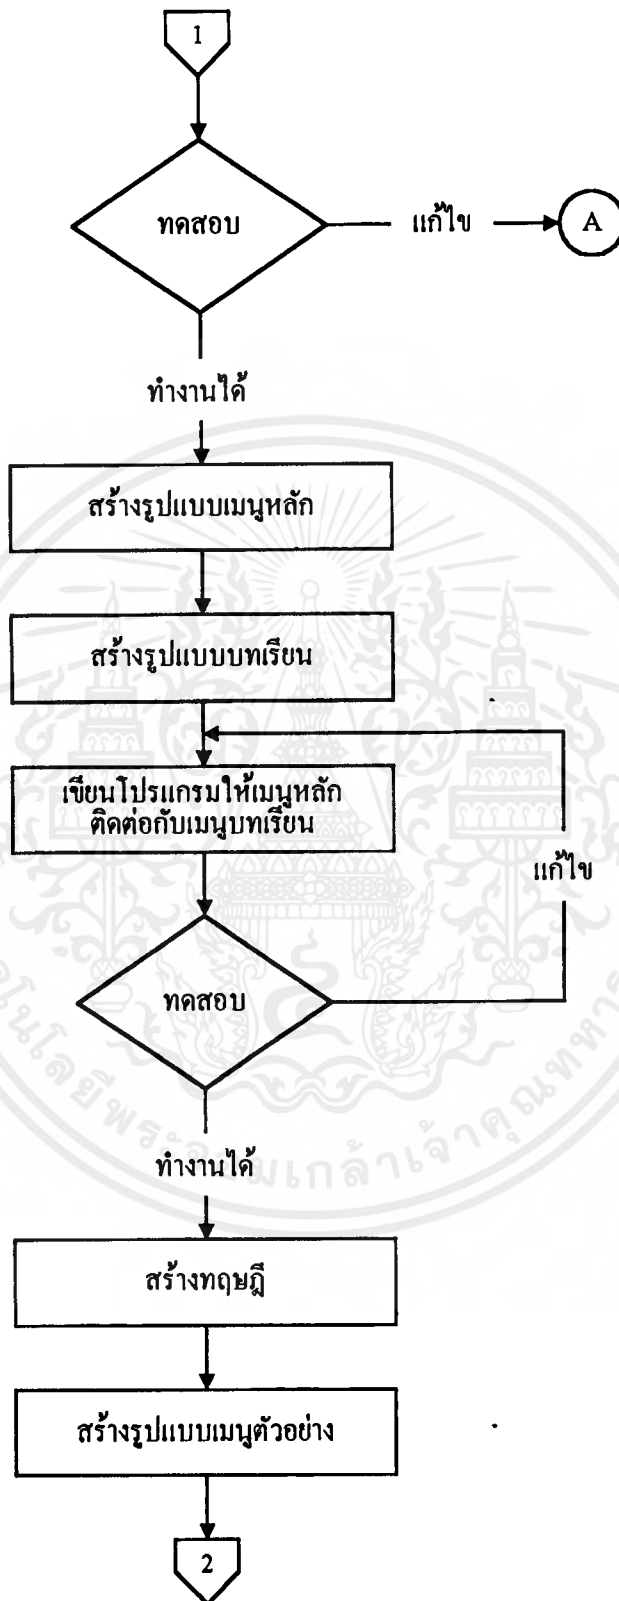 1
ทดสอบ
แก้ไข
A
ทำงานได้
สร้างรูปแบบเมนูหลัก
สร้างรูปแบบบทเรียน
เขียนโปรแกรมให้เมนูหลัก
ติดต่อกับเมนูบทเรียน
แก้ไข
ทดสอบ
ทำงานได้
สร้างทฤษฎี
สร้างรูปแบบเมนูตัวอย่าง
2